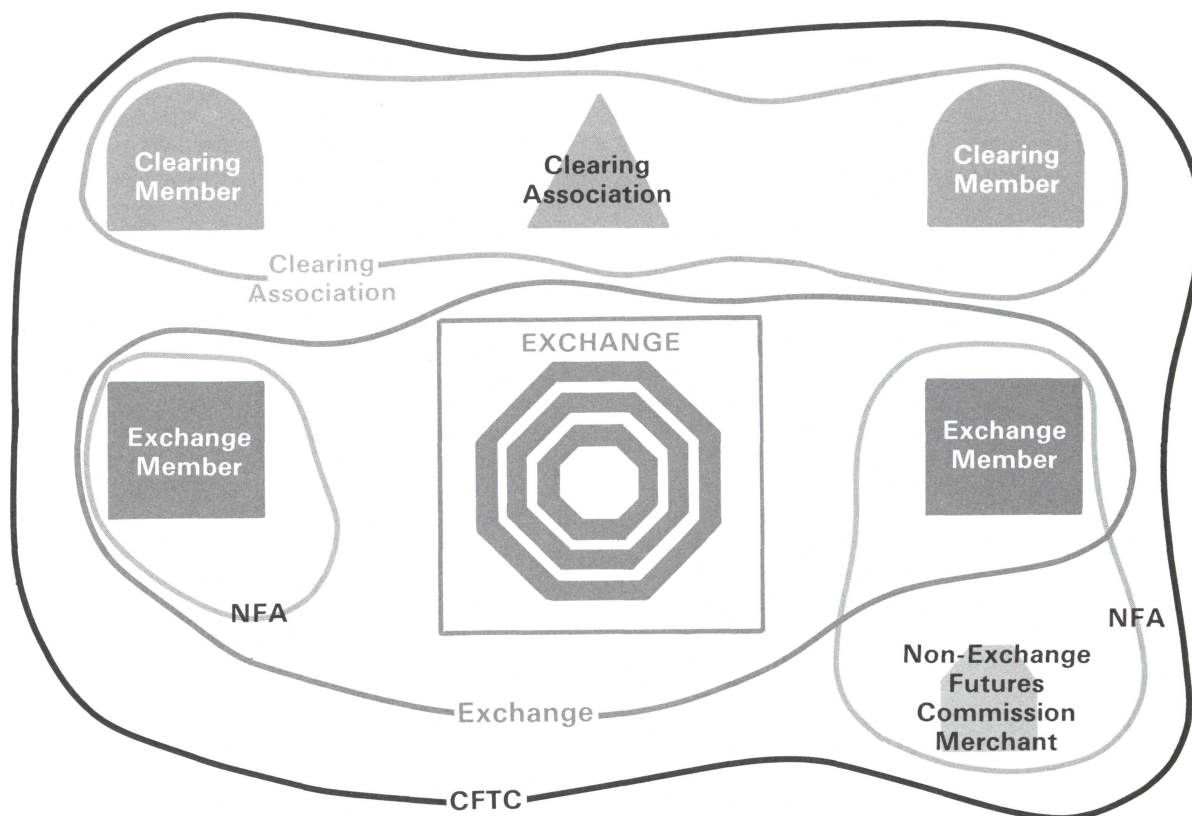 Clearing
Member
Clearing
Association
Clearing
Member
Clearing
Association
EXCHANGE
Exchange
Member
Exchange
Member
NFA
NFA
Non-Exchange
Futures
Commission
Merchant
Exchange
CFTC